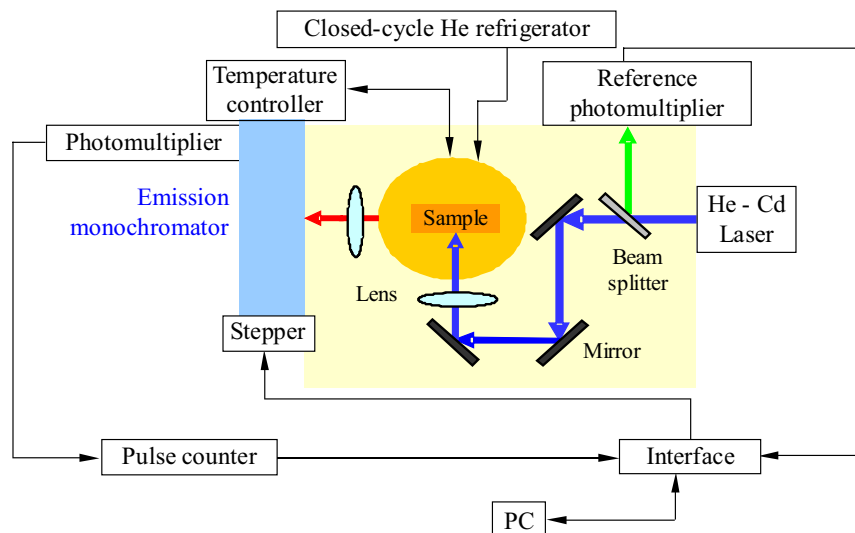 Closed-cycle He refrigerator
Temperature
controller
Reference
photomultiplier
Photomultiplier
Emission
monochromator
Sample
He - Cd
Laser
Beam
splitter
Lens
Stepper
Mirror
Pulse counter
Interface
PC